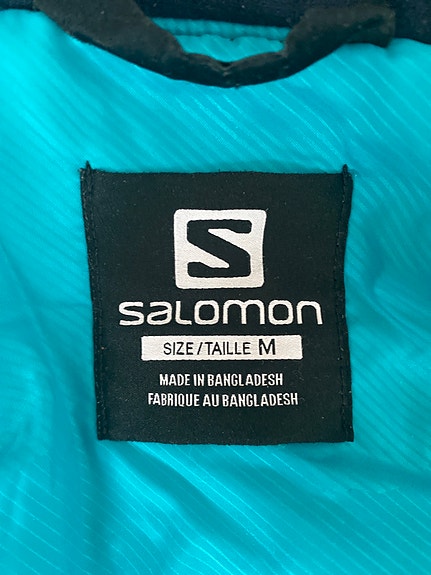 S
SALOMON
SIZE/TAILLE M
MADE IN BANGLADESH
FABRIQUE AU BANGLADESH